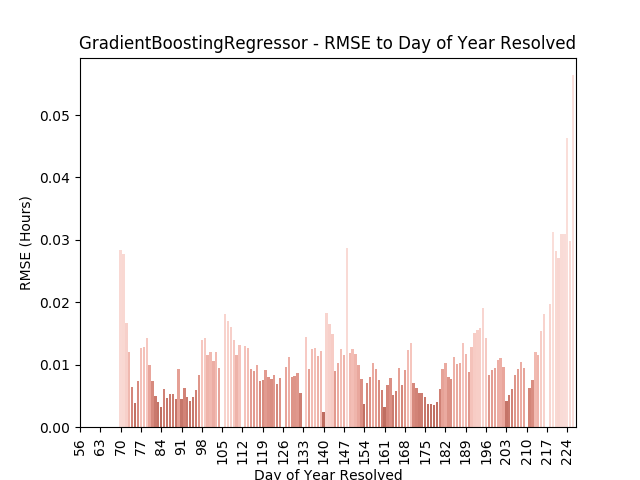 GradientBoostingRegressor - RMSE to Day of Year Resolved
0.05
0.04
0.03
0.02
0.01
0.00
RMSE (Hours)
56 63 70 77 84 91 98 105 112 119 126 133 140 147 154 161 168 175 182 189 196 203 210 217 224
Day of Year Resolved